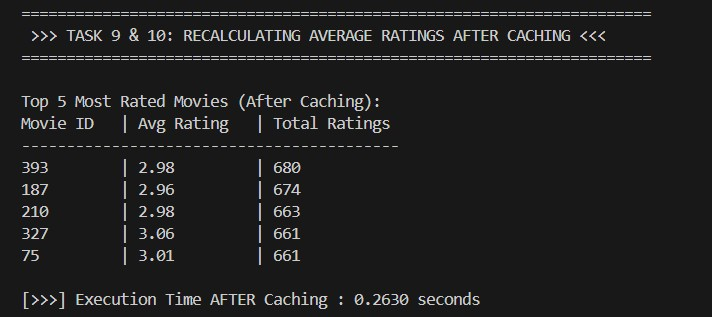 ======================================================================
>>> TASK 9 & 10: RECALCULATING AVERAGE RATINGS AFTER CACHING <<<
======================================================================
Top 5 Most Rated Movies (After Caching):
Movie ID   | Avg Rating   | Total Ratings
------------------------------------------
393        | 2.98         | 680
187        | 2.96         | 674
210        | 2.98         | 663
327        | 3.06         | 661
75         | 3.01         | 661
[>>>] Execution Time AFTER Caching : 0.2630 seconds